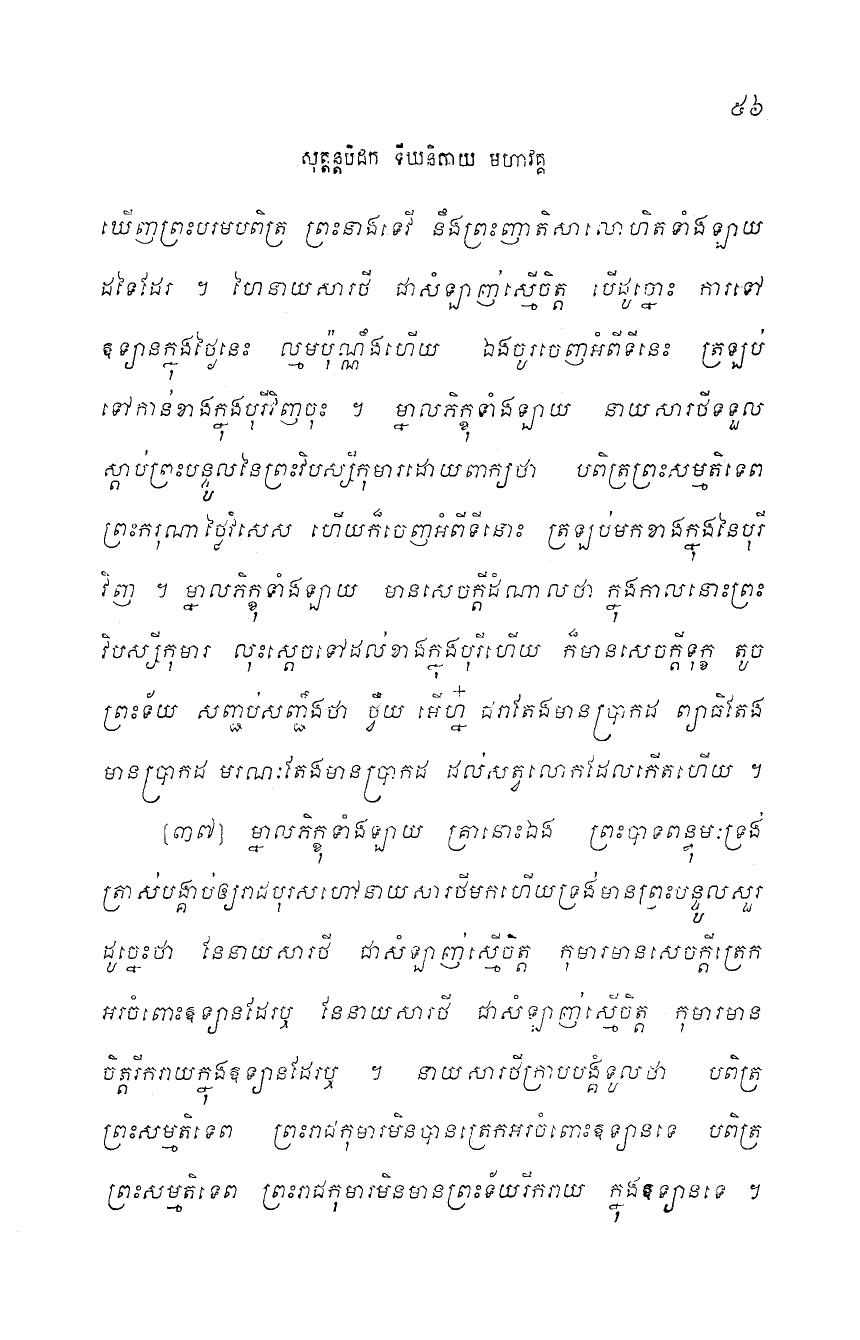 ៥៦
សុត្តន្តបិដក ទីឃនិកាយ មហាវគ្គ
ឃើញព្រះបរមបពិត្រ ព្រះនាងទេវី នឹងព្រះញាតិសាលោហិតទាំងឡាយ
ដទៃដែរ ។ ហៃនាយសារថី ជាសំឡាញ់ស្មើចិត្ត បើដូច្នោះ ការទៅ
ឧទ្យានក្នុងថ្ងៃនេះ ល្មមប៉ុណ្ណឹងហើយ ឯងចូរចេញអំពីទីនេះ ត្រឡប់
ទៅកាន់ខាងក្នុងបុរីវិញចុះ ។ ម្នាលភិក្ខុទាំងឡាយ នាយសារថីទទួល
ស្តាប់ព្រះបន្ទូលនៃព្រះវិបស្សីកុមារដោយពាក្យថា បពិត្រព្រះសម្មតិទេព
ព្រះករុណាថ្លៃវិសេស ហើយក៏ចេញអំពីទីនោះ ត្រឡប់មកខាងក្នុងនៃបុរី
វិញ ។ ម្នាលភិក្ខុទាំងឡាយ មានសេចក្តីដំណាលថា ក្នុងកាលនោះព្រះ
វិបស្សីកុមារ លុះស្តេចទៅដល់ខាងក្នុងបុរីហើយ ក៏មានសេចក្តីទុក្ខ តូច
ព្រះទ័យ សញ្ជប់សញ្ជឹងថា ធ្វឺយ មើហ្ន៎ ជរាតែងមានប្រាកដ ព្យាធិតែង
មានប្រាកដ មរណៈតែងមានប្រាកដ ដល់សត្វលោកដែលកើតហើយ ។
[៣៧] ម្នាលភិក្ខុទាំងឡាយ គ្រានោះឯង ព្រះបាទពន្ធុមៈទ្រង់
ត្រាស់បង្គាប់ឲ្យរាជបុរសហៅនាយសារថីមកហើយទ្រង់មានព្រះបន្ទូលសួរ
ដូច្នេះថា នែនាយសារថី ជាសំឡាញ់ស្មើចិត្ត កុមារមានសេចក្តីត្រេក
អរចំពោះឧទ្យានដែរឬ នែនាយសារថី ជាសំឡាញ់ស្មើចិត្ត កុមារមាន
ចិត្តរីករាយក្នុងឧទ្យានដែរឬ ។ នាយសារថីក្រាបបង្គំទូលថា បពិត្រ
ព្រះសម្មតិទេព ព្រះរាជកុមារមិនបានត្រេកអរចំពោះឧទ្យានទេ បពិត្រ
ព្រះសម្មតិទេព ព្រះរាជកុមារមិនមានព្រះទ័យរីករាយ ក្នុងឧទ្យានទេ ។